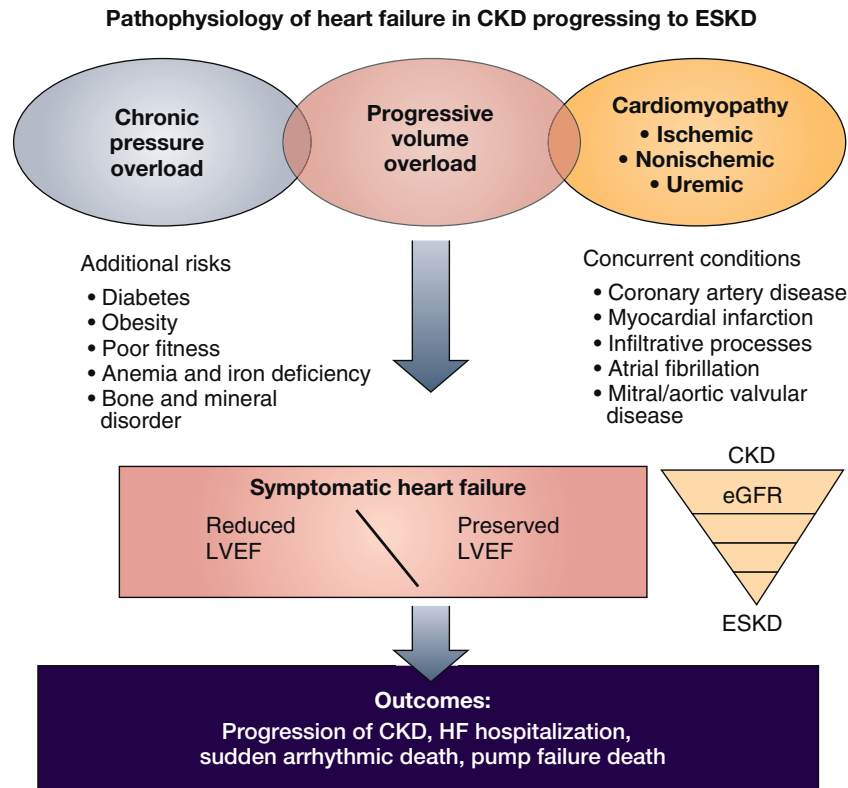 Pathophysiology of heart failure in CKD progressing to ESKD
Chronic
pressure
overload
Progressive
volume
overload
Cardiomyopathy
• Ischemic
• Nonischemic
• Uremic
Additional risks
• Diabetes
• Obesity
• Poor fitness
• Anemia and iron deficiency
• Bone and mineral
disorder
Concurrent conditions
• Coronary artery disease
• Myocardial infarction
• Infiltrative processes
• Atrial fibrillation
• Mitral/aortic valvular
disease
Symptomatic heart failure
Reduced
LVEF
Preserved
LVEF
CKD
eGFR
ESKD
Outcomes:
Progression of CKD, HF hospitalization,
sudden arrhythmic death, pump failure death